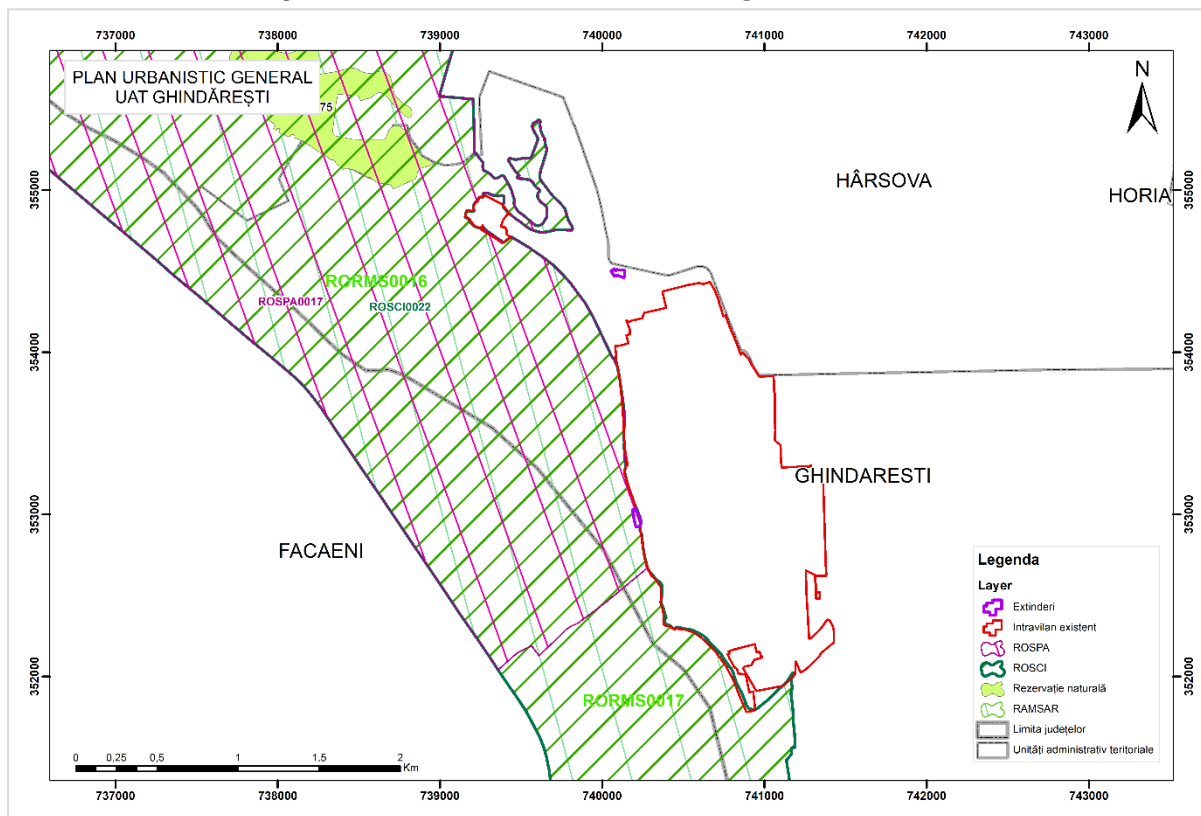 737000 738000 739000 740000 741000 742000 743000
PLAN URBANISTIC GENERAL
UAT GHINDĂREȘTI
75
N
355000 355000
HÂRSOVA
HORIA
RORMS0016
ROSPA0017
ROSCI0022
354000 354000
GHINDARESTI
353000 353000
FACAENI
Legenda
Layer
Extinderi
Intravilan existent
ROSPA
ROSCI
Rezervație naturală
RAMSAR
Limita județelor
Unități administrativ teritoriale
352000 352000
RORMS0017
0 0,25 0,5 1 1,5 2
Km
737000 738000 739000 740000 741000 742000 743000